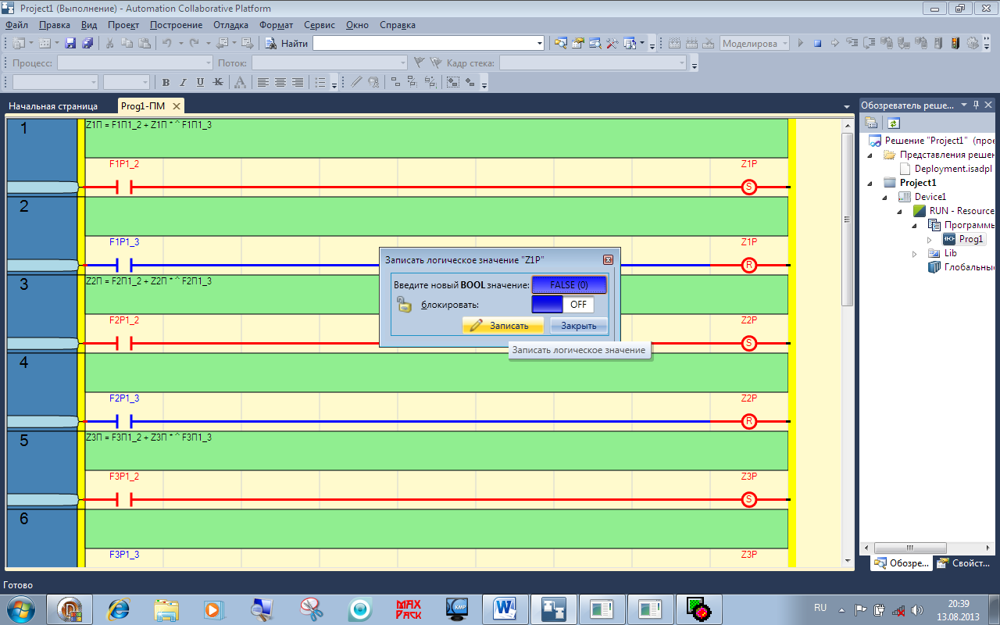 Project1 (Выполнение) - Automation Collaborative Platform
Файл Правка Вид Проект Построение Отладка Формат Сервис Окно Справка
Найти Моделирова
Процесс: Поток: Кадр стека:
B I U K A
Начальная страница Prog1-ПМ
1
Z1П = F1П1_2 + Z1П * ^ F1П1_3
F1P1_2 Z1P
S
2
F1P1_3 Z1P
R
3
Z2П = F2П1_2 + Z2П * ^ F2П1_3
F2P1_2 Z2P
S
4
F2P1_3 Z2P
R
5
Z3П = F3П1_2 + Z3П * ^ F3П1_3
F3P1_2 Z3P
S
6
F3P1_3 Z3P
Записать логическое значение "Z1P"
Введите новый BOOL значение: FALSE (0)
блокировать: OFF
Записать Закрыть
Записать логическое значение
Обозреватель реше...
Решение "Project1" (прое
Представления решен
Deployment.isadpl
Project1
Device1
RUN - Resource
Программы
Prog1
Lib
Глобальные
Обозре... Свойст...
Готово
MAX PACK
KMP
W
RU
20:39
13.08.2013